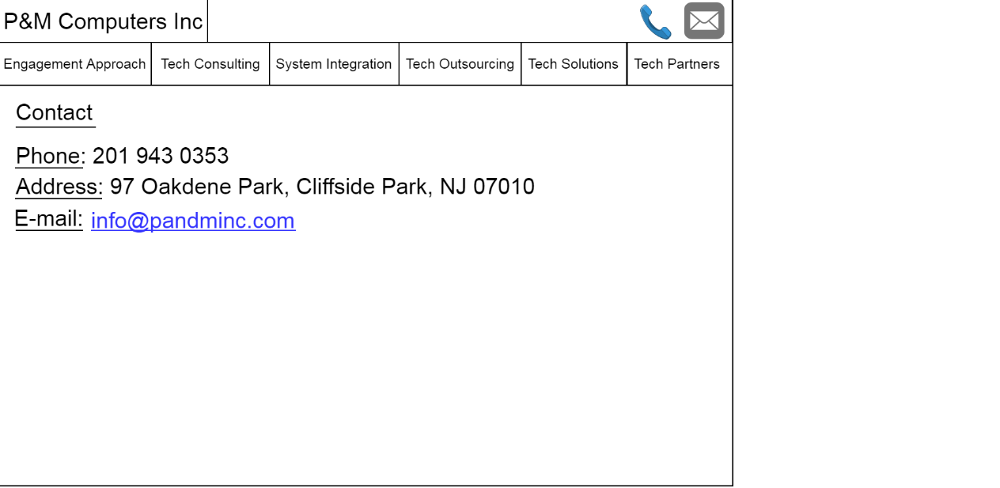 P&M Computers Inc
Engagement Approach Tech Consulting System Integration Tech Outsourcing Tech Solutions Tech Partners
Contact
Phone: 201 943 0353
Address: 97 Oakdene Park, Cliffside Park, NJ 07010
E-mail: info@pandminc.com